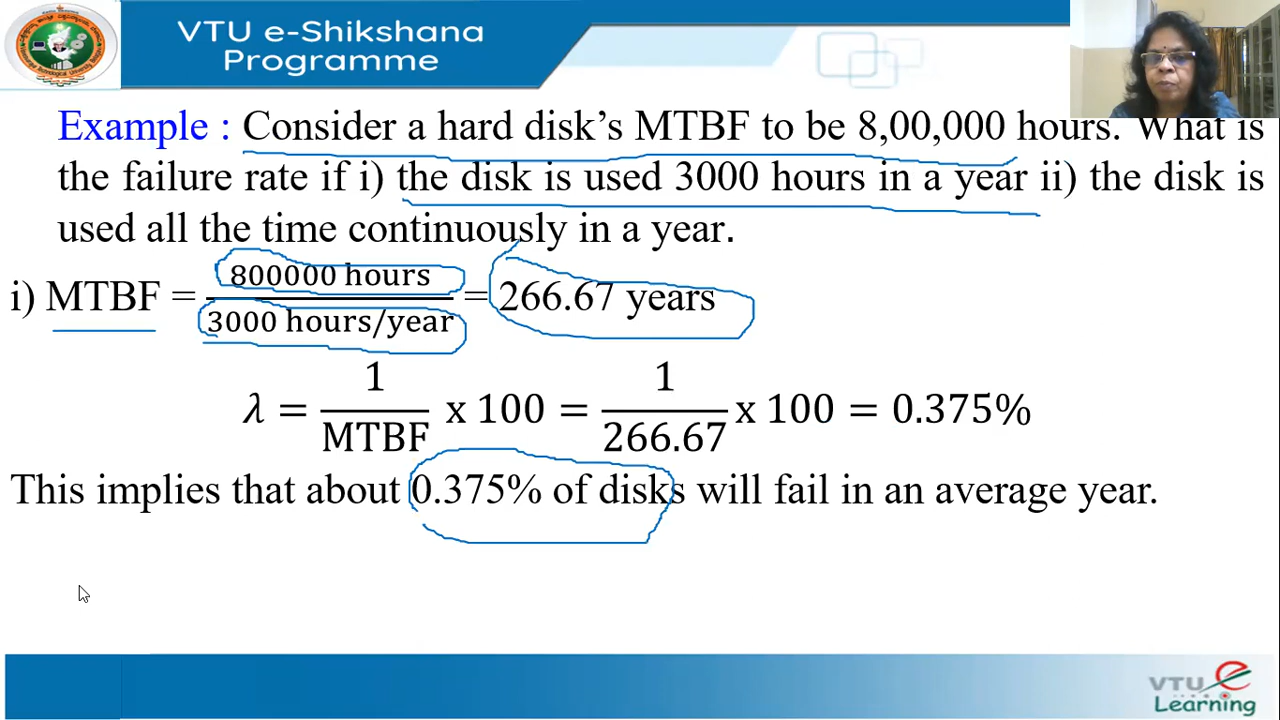 VTU e-Shikshana
Programme
Example : Consider a hard disk's MTBF to be 8,00,000 hours. What is
the failure rate if i) the disk is used 3000 hours in a year ii) the disk is
used all the time continuously in a year.
i) MTBF = 800000 hours / 3000 hours/year = 266.67 years
λ = 1/MTBF x 100 = 1/266.67 x 100 = 0.375%
This implies that about 0.375% of disks will fail in an average year.
VTU e
Learning